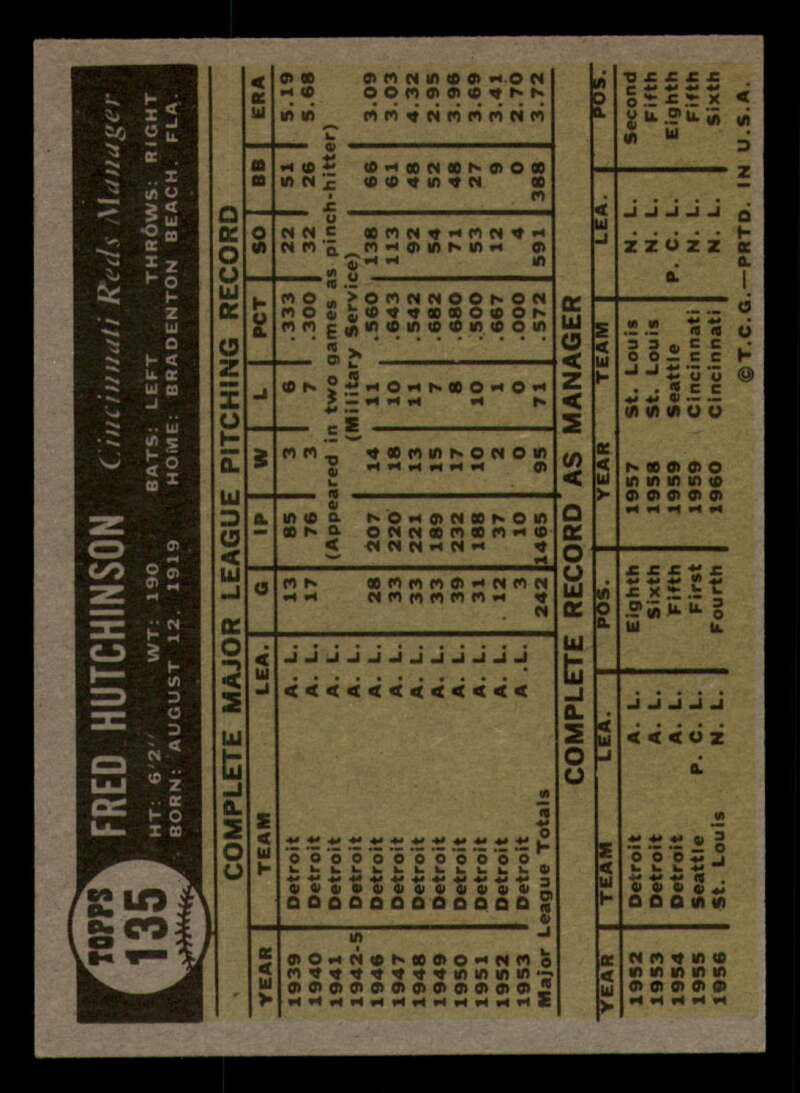 TOPPS
135
FRED HUTCHINSON Cincinnati Reds Manager
HT: 6'2" WT: 190 BATS: LEFT THROWS: RIGHT
BORN: AUGUST 12, 1919 HOME: BRADENTON BEACH, FLA.
COMPLETE MAJOR LEAGUE PITCHING RECORD
YEAR TEAM LEA. G IP W L PCT SO BB ERA
1939 Detroit A. L. 13 85 3 6 .333 22 51 5.19
1940 Detroit A. L. 17 76 3 7 .300 32 26 5.68
1941 Detroit A. L. (Appeared in two games as pinch-hitter)
1942-5 Detroit A. L. (Military Service)
1946 Detroit A. L. 28 207 14 11 .560 138 66 3.09
1947 Detroit A. L. 33 220 18 10 .643 113 61 3.03
1948 Detroit A. L. 33 221 13 11 .542 92 48 4.32
1949 Detroit A. L. 33 189 15 7 .682 54 52 2.95
1950 Detroit A. L. 39 232 17 8 .680 71 48 3.96
1951 Detroit A. L. 31 188 10 10 .500 53 27 3.69
1952 Detroit A. L. 12 37 2 1 .667 12 9 3.41
1953 Detroit A .L. 3 10 0 0 .000 4 0 2.70
Major League Totals 242 1465 95 71 .572 591 388 3.72
COMPLETE RECORD AS MANAGER
YEAR TEAM LEA. POS. YEAR TEAM LEA. POS.
1952 Detroit A. L. Eighth 1957 St. Louis N. L. Second
1953 Detroit A. L. Sixth 1958 St. Louis N. L. Fifth
1954 Detroit A. L. Fifth 1959 Seattle P. C. L. Eighth
1955 Seattle P. C. L. First 1959 Cincinnati N. L. Fifth
1956 St. Louis N. L. Fourth 1960 Cincinnati N. L. Sixth
©T.C.G.—PRTD. IN U.S.A.